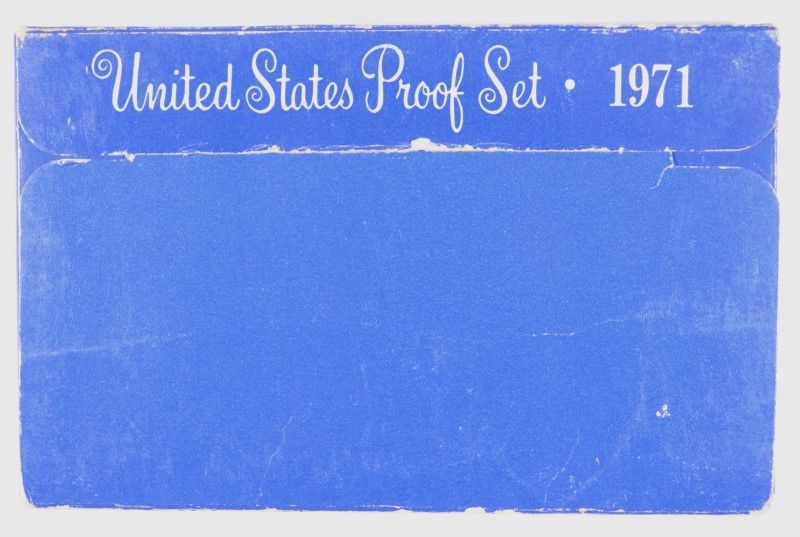 United States Proof Set • 1971